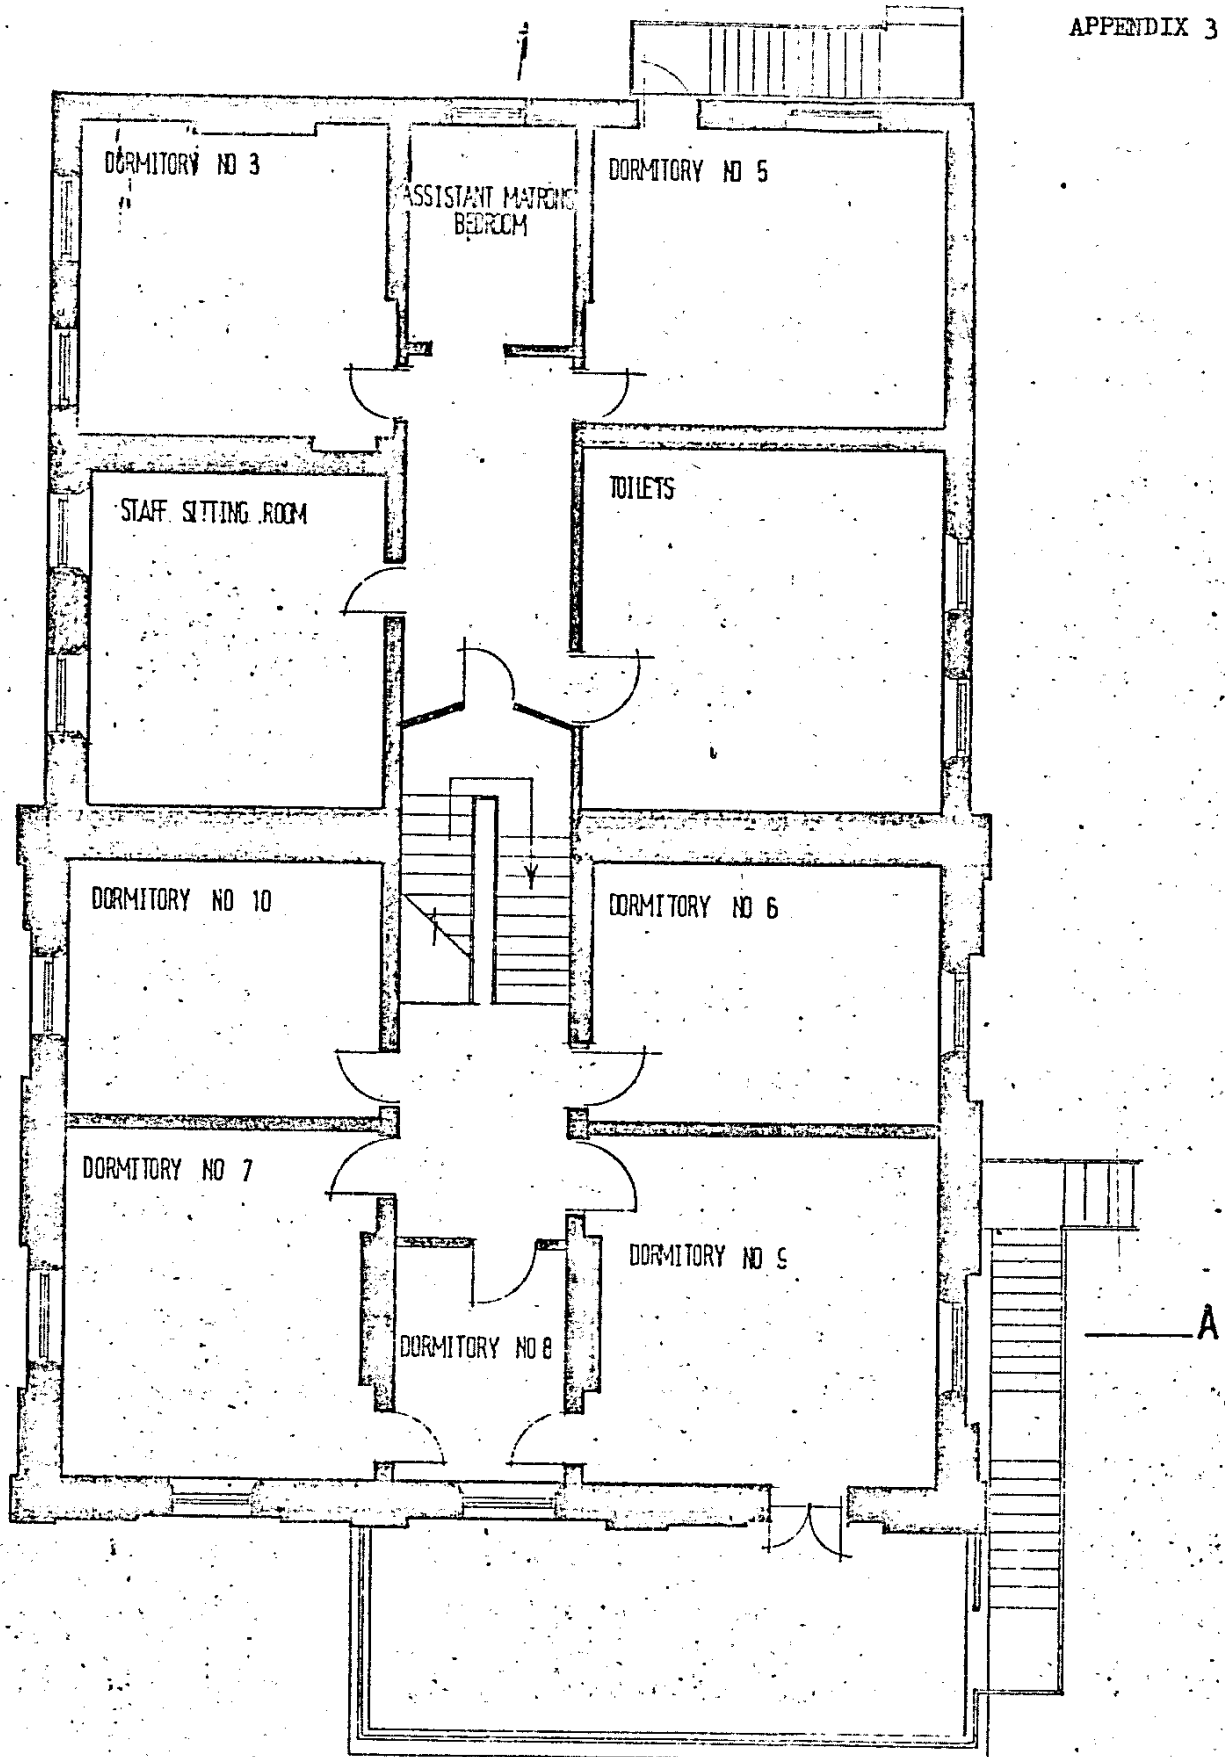 APPENDIX 3
DORMITORY NO 3
ASSISTANT MATRONS
BEDROOM
DORMITORY NO 5
STAFF SITTING ROOM
TOILETS
DORMITORY NO 10
DORMITORY NO 6
DORMITORY NO 7
DORMITORY NO 9
DORMITORY NO 8
A